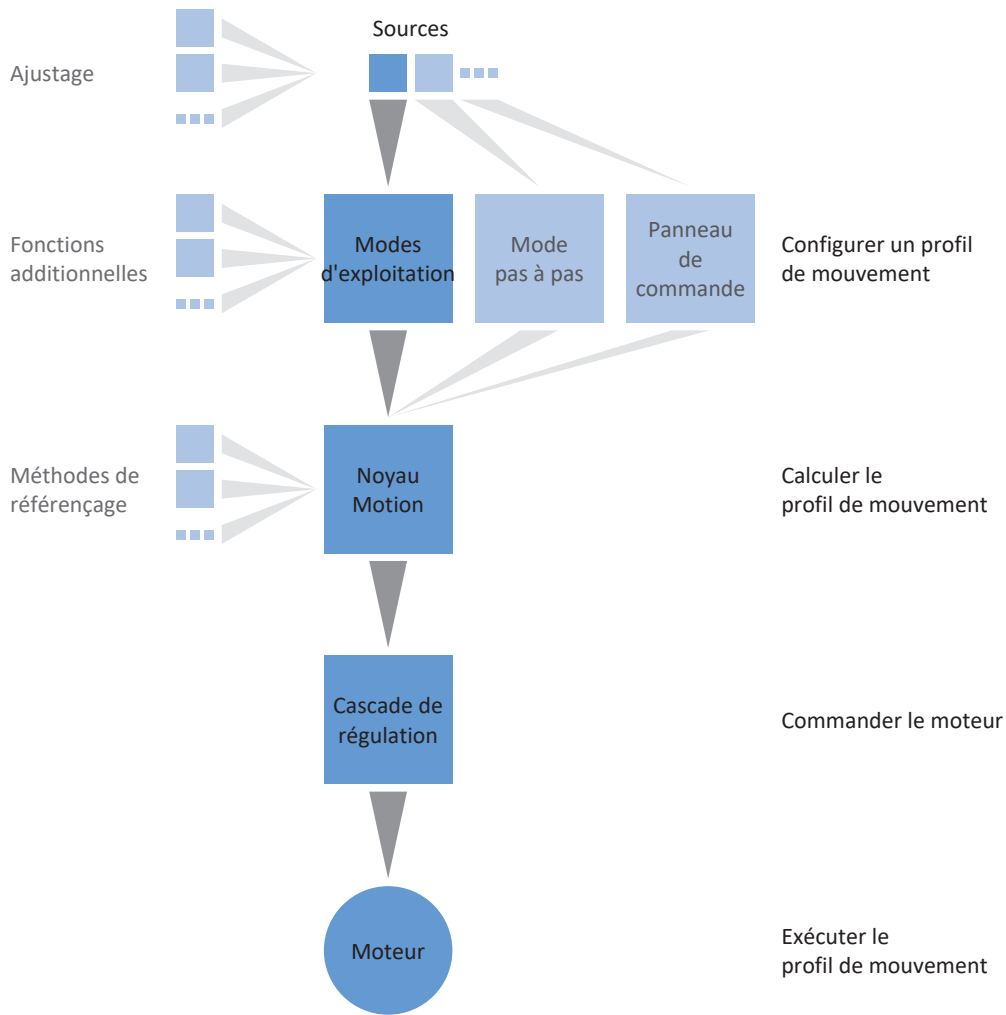 Sources
Ajustage
Fonctions
additionnelles
Modes
d'exploitation
Mode
pas à pas
Panneau
de
commande
Configurer un profil
de mouvement
Méthodes de
référençage
Noyau
Motion
Calculer le
profil de mouvement
Cascade de
régulation
Commander le moteur
Moteur
Exécuter le
profil de mouvement